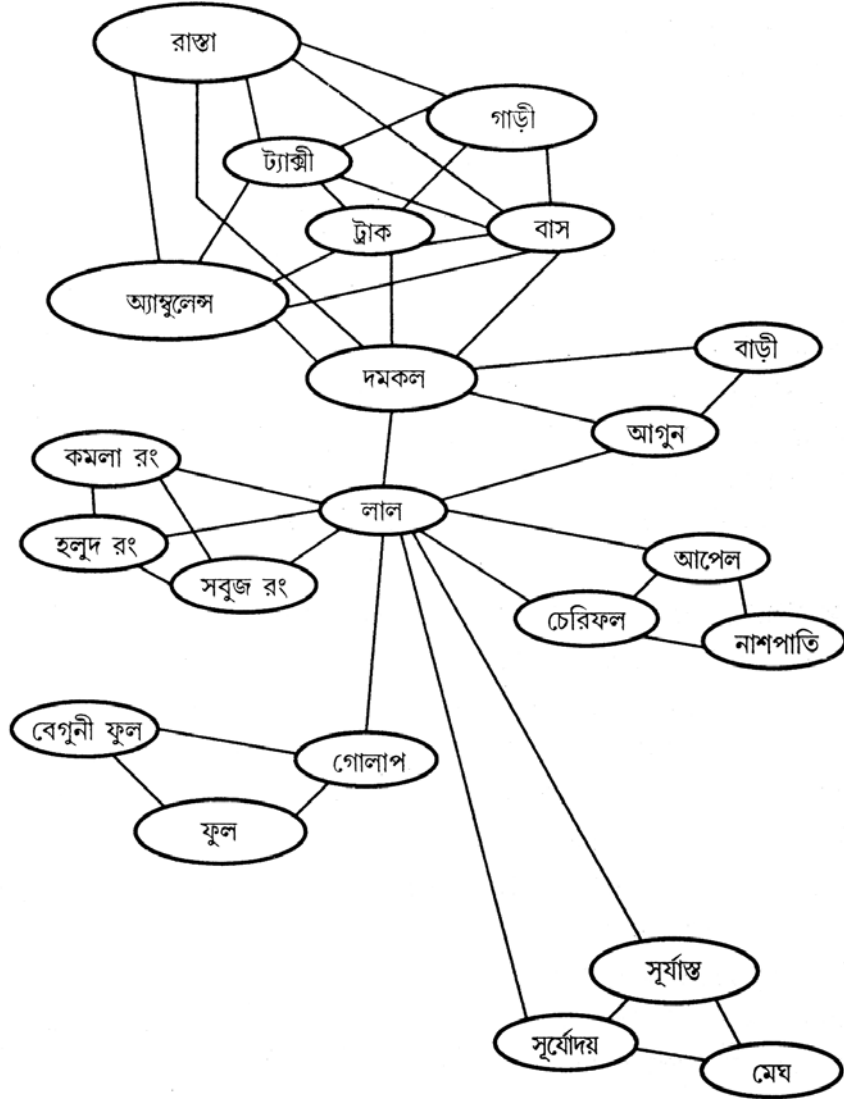 রাস্তা
গাড়ী
ট্যাক্সী
ট্রাক
বাস
অ্যাম্বুলেন্স
বাড়ী
দমকল
আগুন
কমলা রং
লাল
হলুদ রং
আপেল
সবুজ রং
চেরিফল
নাশপাতি
বেগুনী ফুল
গোলাপ
ফুল
সূর্যাস্ত
সূর্যোদয়
মেঘ